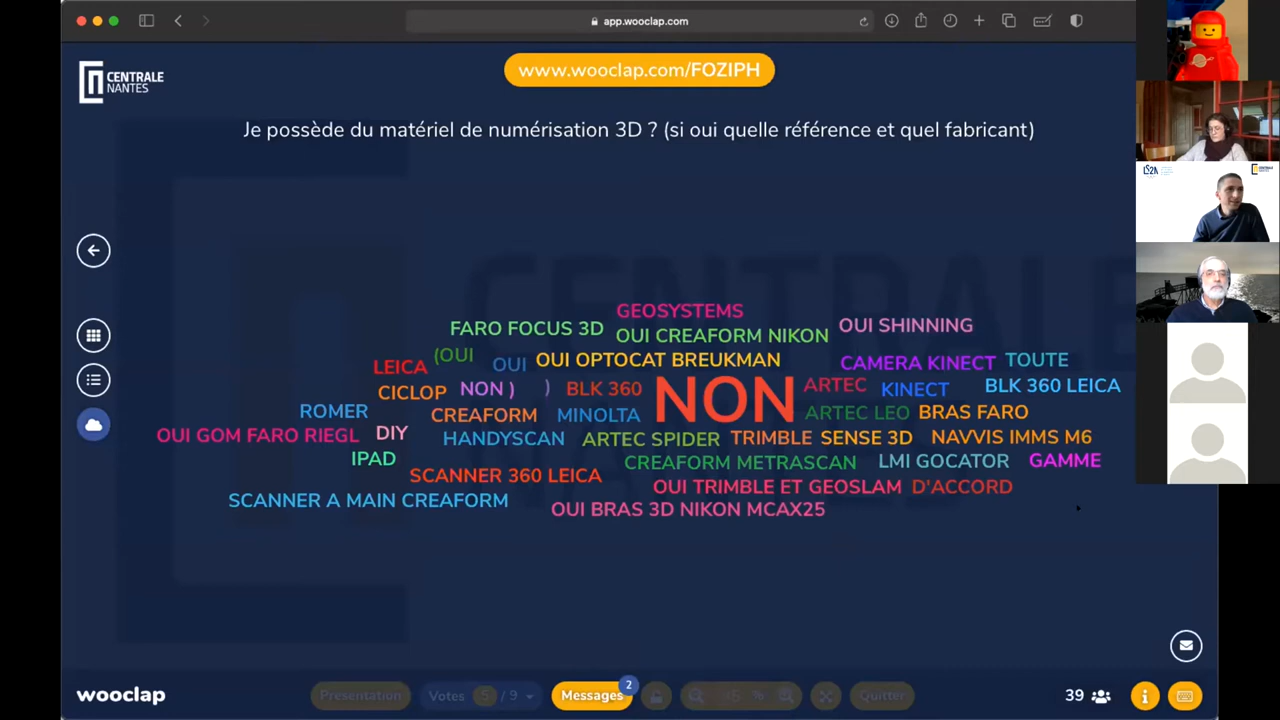 app.wooclap.com
www.wooclap.com/FOZIPH
CENTRALE
NANTES
Je possède du matériel de numérisation 3D ? (si oui quelle référence et quel fabricant)
GEOSYSTEMS
FARO FOCUS 3D
OUI CREAFORM NIKON
OUI SHINNING
LEICA
(OUI
OUI
OUI OPTOCAT BREUKMAN
CAMERA KINECT
TOUTE
CICLOP
NON )
)
BLK 360
NON
ARTEC
KINECT
BLK 360 LEICA
ROMER
CREAFORM
MINOLTA
ARTEC LEO
BRAS FARO
OUI GOM FARO RIEGL
DIY
HANDYSCAN
ARTEC SPIDER
TRIMBLE
SENSE 3D
NAVVIS IMMS M6
IPAD
SCANNER 360 LEICA
CREAFORM METRASCAN
LMI GOCATOR
GAMME
SCANNER A MAIN CREAFORM
OUI TRIMBLE ET GEOSLAM
D'ACCORD
OUI BRAS 3D NIKON MCAX25
wooclap
Présentation
Votes 5 / 9
Messages
2
%
Quitter
39
LS2N
CENTRALE